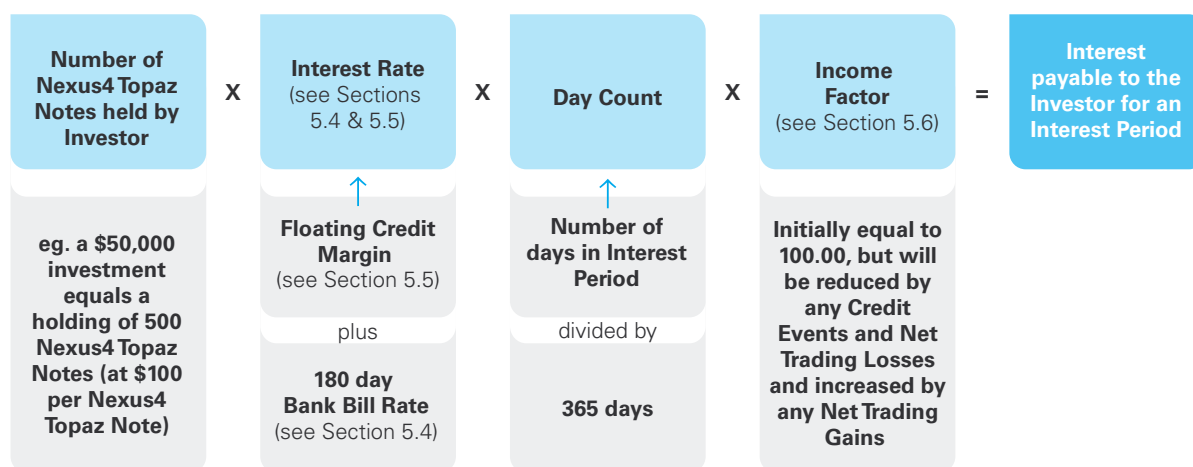 Number of
Nexus4 Topaz
Notes held by
Investor
X
Interest Rate
(see Sections
5.4 & 5.5)
X
Day Count
X
Income
Factor
(see Section 5.6)
=
Interest
payable to the
Investor for an
Interest Period
eg. a $50,000
investment
equals a
holding of 500
Nexus4 Topaz
Notes (at $100
per Nexus4
Topaz Note)
Floating Credit
Margin
(see Section 5.5)
plus
180 day
Bank Bill Rate
(see Section 5.4)
Number of
days in Interest
Period
divided by
365 days
Initially equal to
100.00, but will
be reduced by
any Credit
Events and Net
Trading Losses
and increased by
any Net Trading
Gains